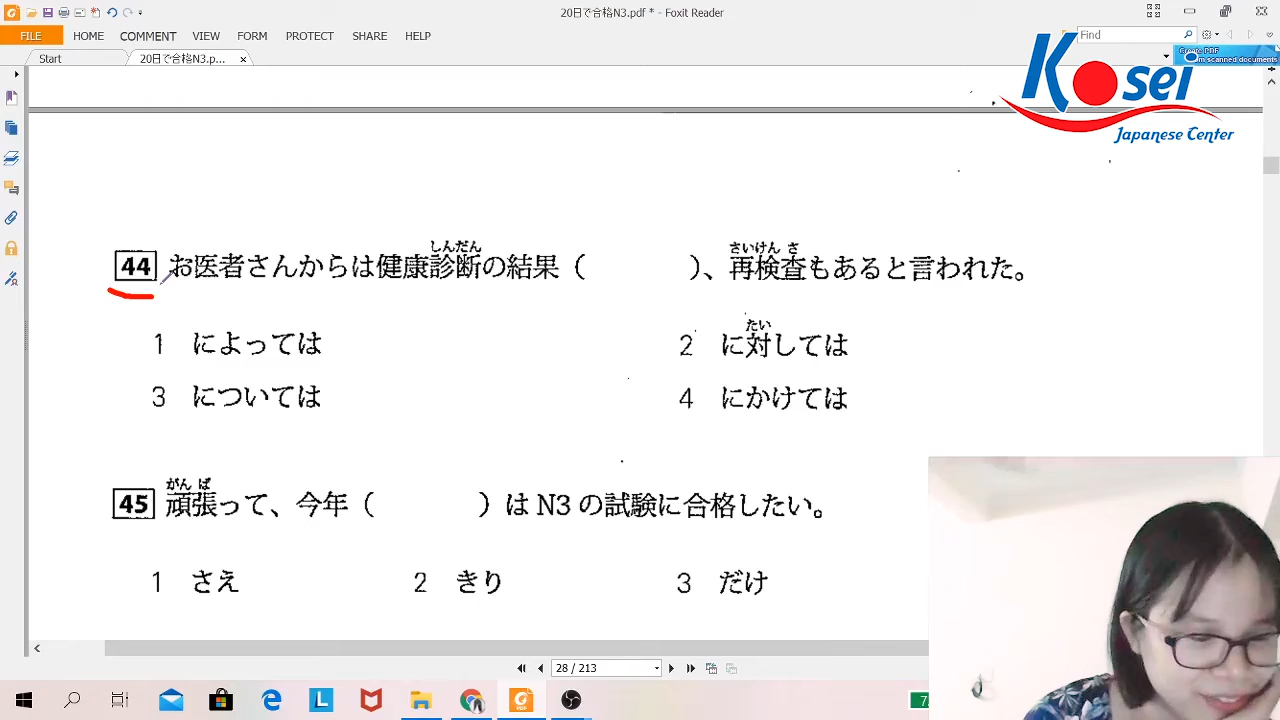 20日で合格N3.pdf * - Foxit Reader
FILE HOME COMMENT VIEW FORM PROTECT SHARE HELP
Find
Start 20日で合格N3.p... ×
Create PDF
m scanned documents
Kosei
Japanese Center
しんだん さいけん さ
44 お医者さんからは健康診断の結果（ ）、再検査もあると言われた。
たい
1 によっては 2 に対しては
3 については 4 にかけては
がん ば
45 頑張って、今年（ ）は N3 の試験に合格したい。
1 さえ 2 きり 3 だけ
28 / 213